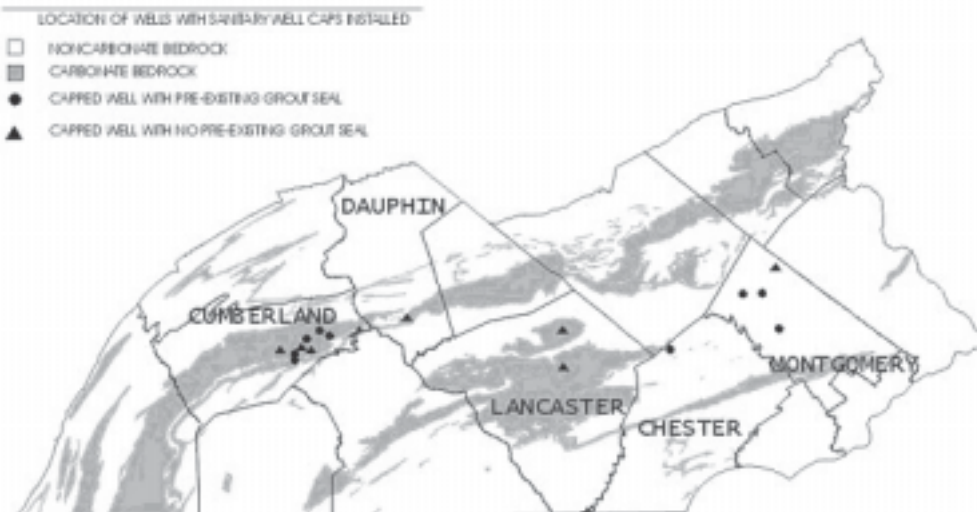 LOCATION OF WELLS WITH SANITARY WELL CAPS INSTALLED
NONCARBONATE BEDROCK
CARBONATE BEDROCK
CAPPED WELL WITH PRE-EXISTING GROUT SEAL
CAPPED WELL WITH NO PRE-EXISTING GROUT SEAL
DAUPHIN
CUMBERLAND
MONTGOMERY
LANCASTER
CHESTER